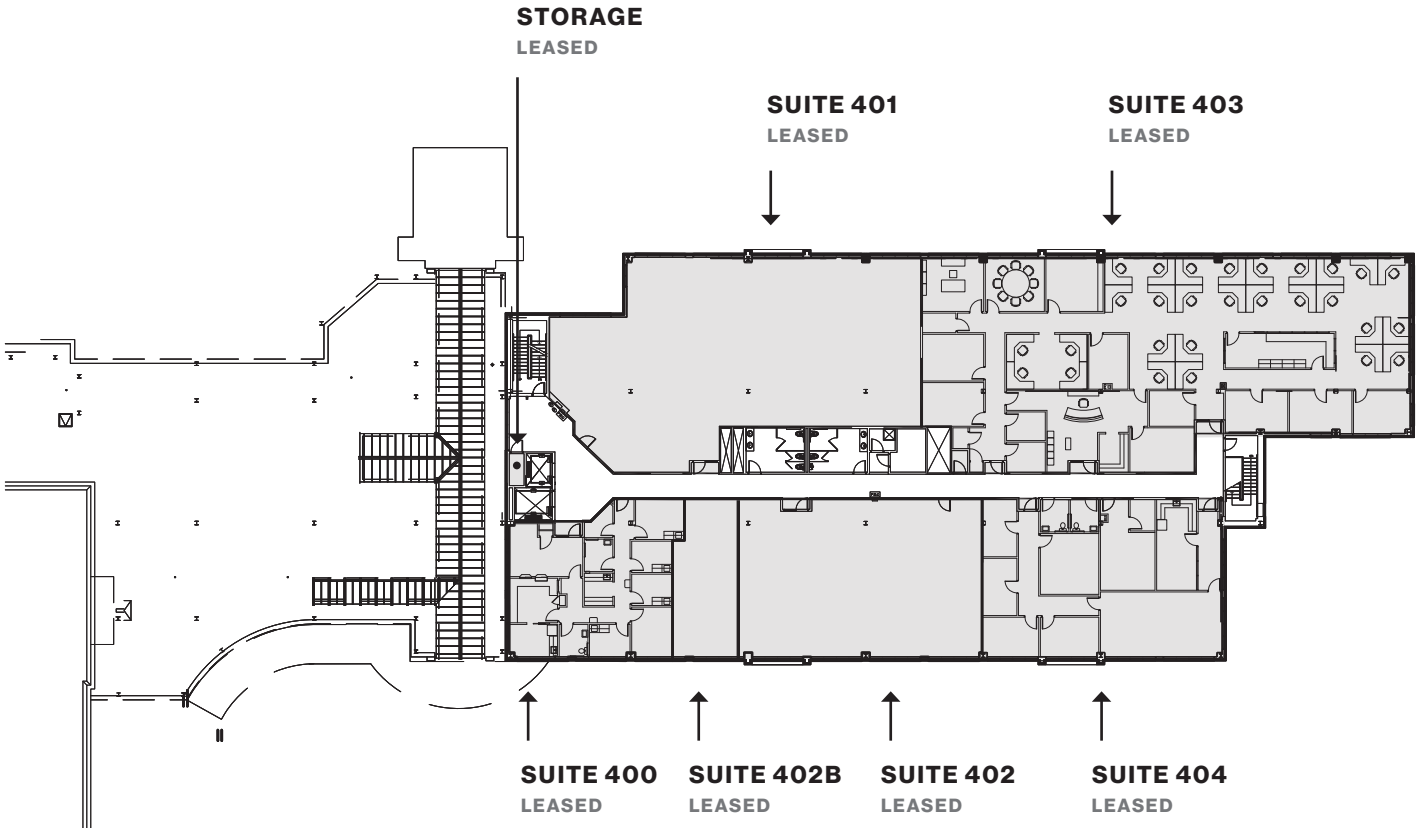 STORAGE
LEASED
SUITE 401
LEASED
SUITE 403
LEASED
SUITE 400
LEASED
SUITE 402B
LEASED
SUITE 402
LEASED
SUITE 404
LEASED